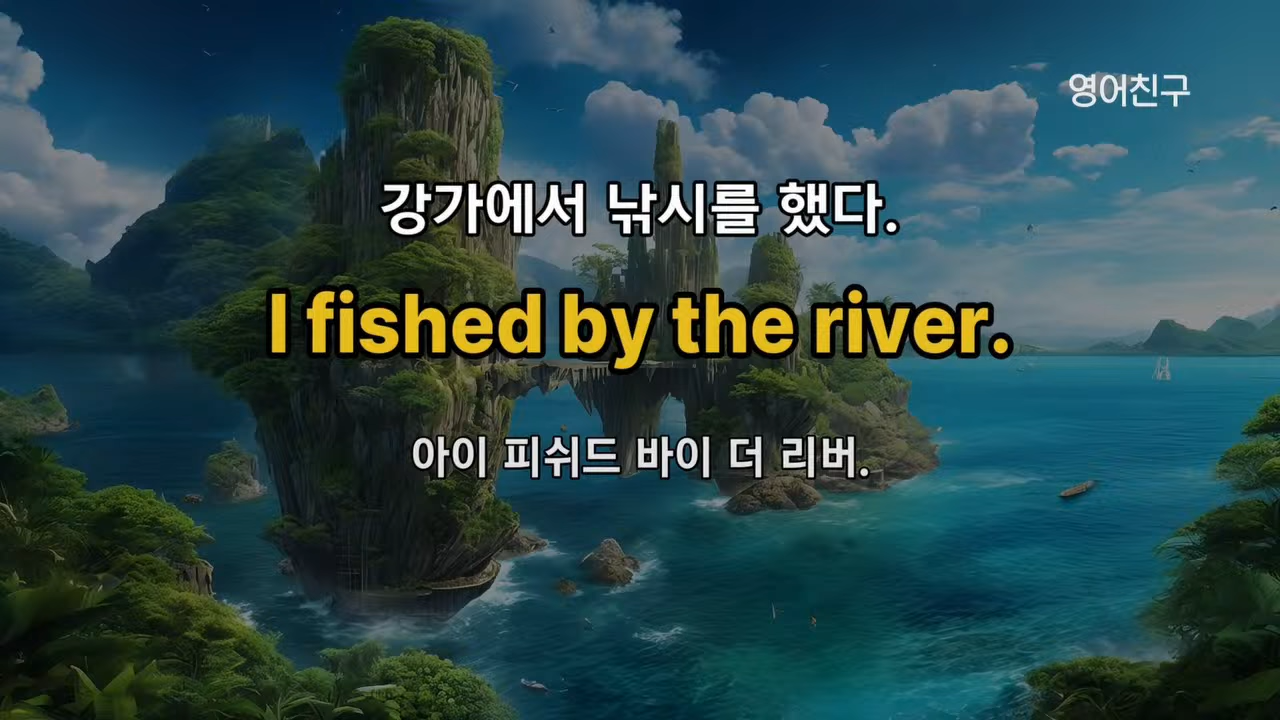 영어친구
강가에서 낚시를 했다.
I fished by the river.
아이 피쉬드 바이 더 리버.